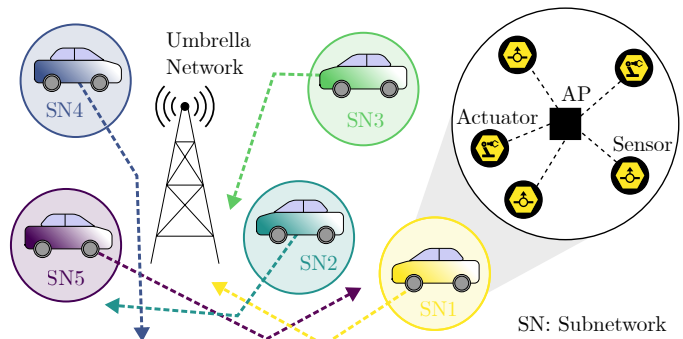 Umbrella
Network
SN4
SN3
AP
Actuator
Sensor
SN5
SN2
SN1
SN: Subnetwork